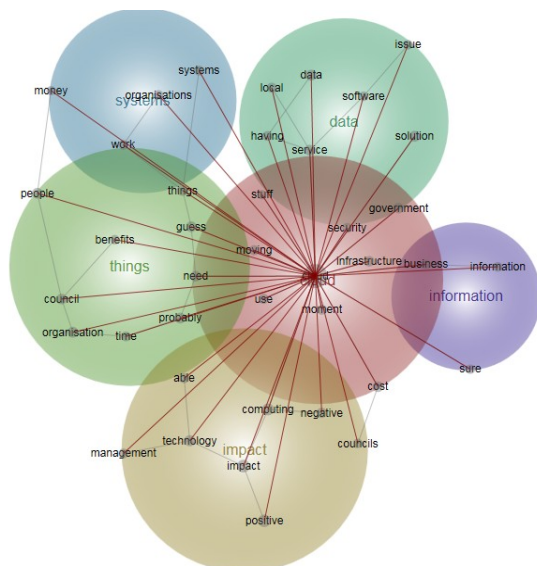 issue
systems
data
money
organisations
local
software
systems
data
having
solution
work
service
people
things
stuff
government
guess
security
benefits
moving
things
infrastructure
business
information
need
cloud
council
use
moment
information
probably
organisation
time
sure
able
cost
computing
negative
technology
councils
management
impact
impact
positive